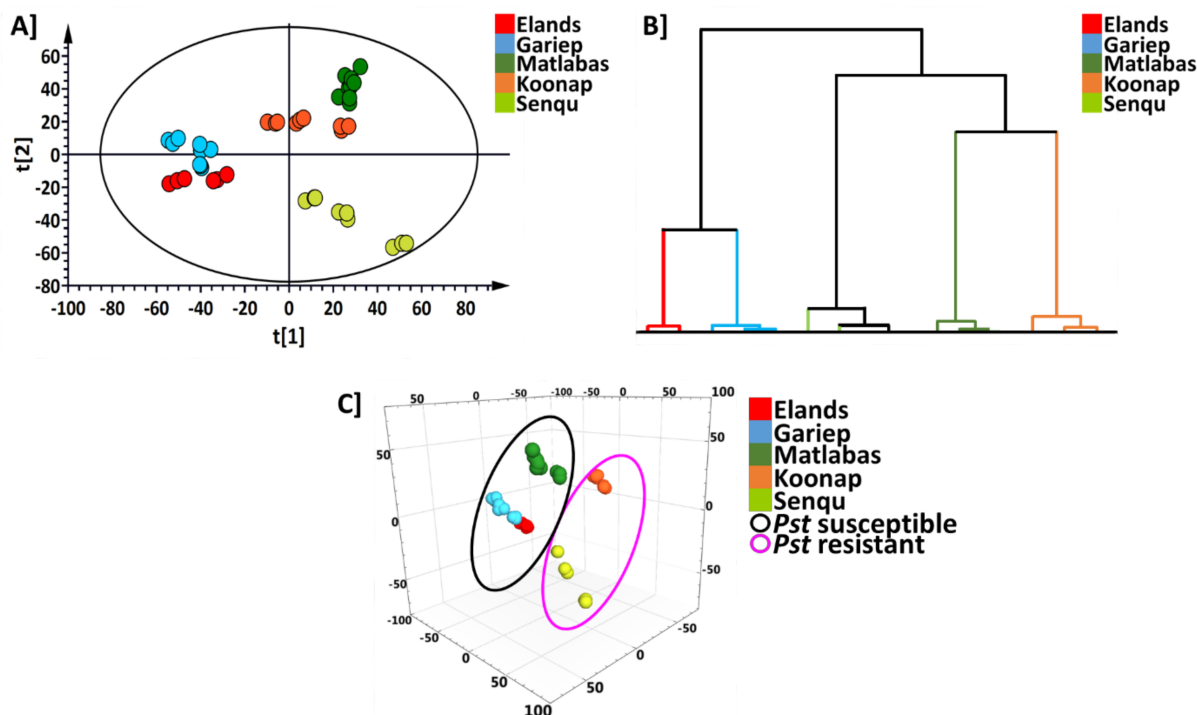 A]
Elands
Gariep
Matlabas
Koonap
Senqu
60
40
20
0
-20
-40
-60
-80
t[2]
-100 -80 -60 -40 -20 0 20 40 60 80
t[1]
B]
Elands
Gariep
Matlabas
Koonap
Senqu
C]
50 0 -50 -100 -50 0 50 100
50
0
-50
-100
50
0
-50
-50
0
50
100
-50
0
50
Elands
Gariep
Matlabas
Koonap
Senqu
Pst susceptible
Pst resistant